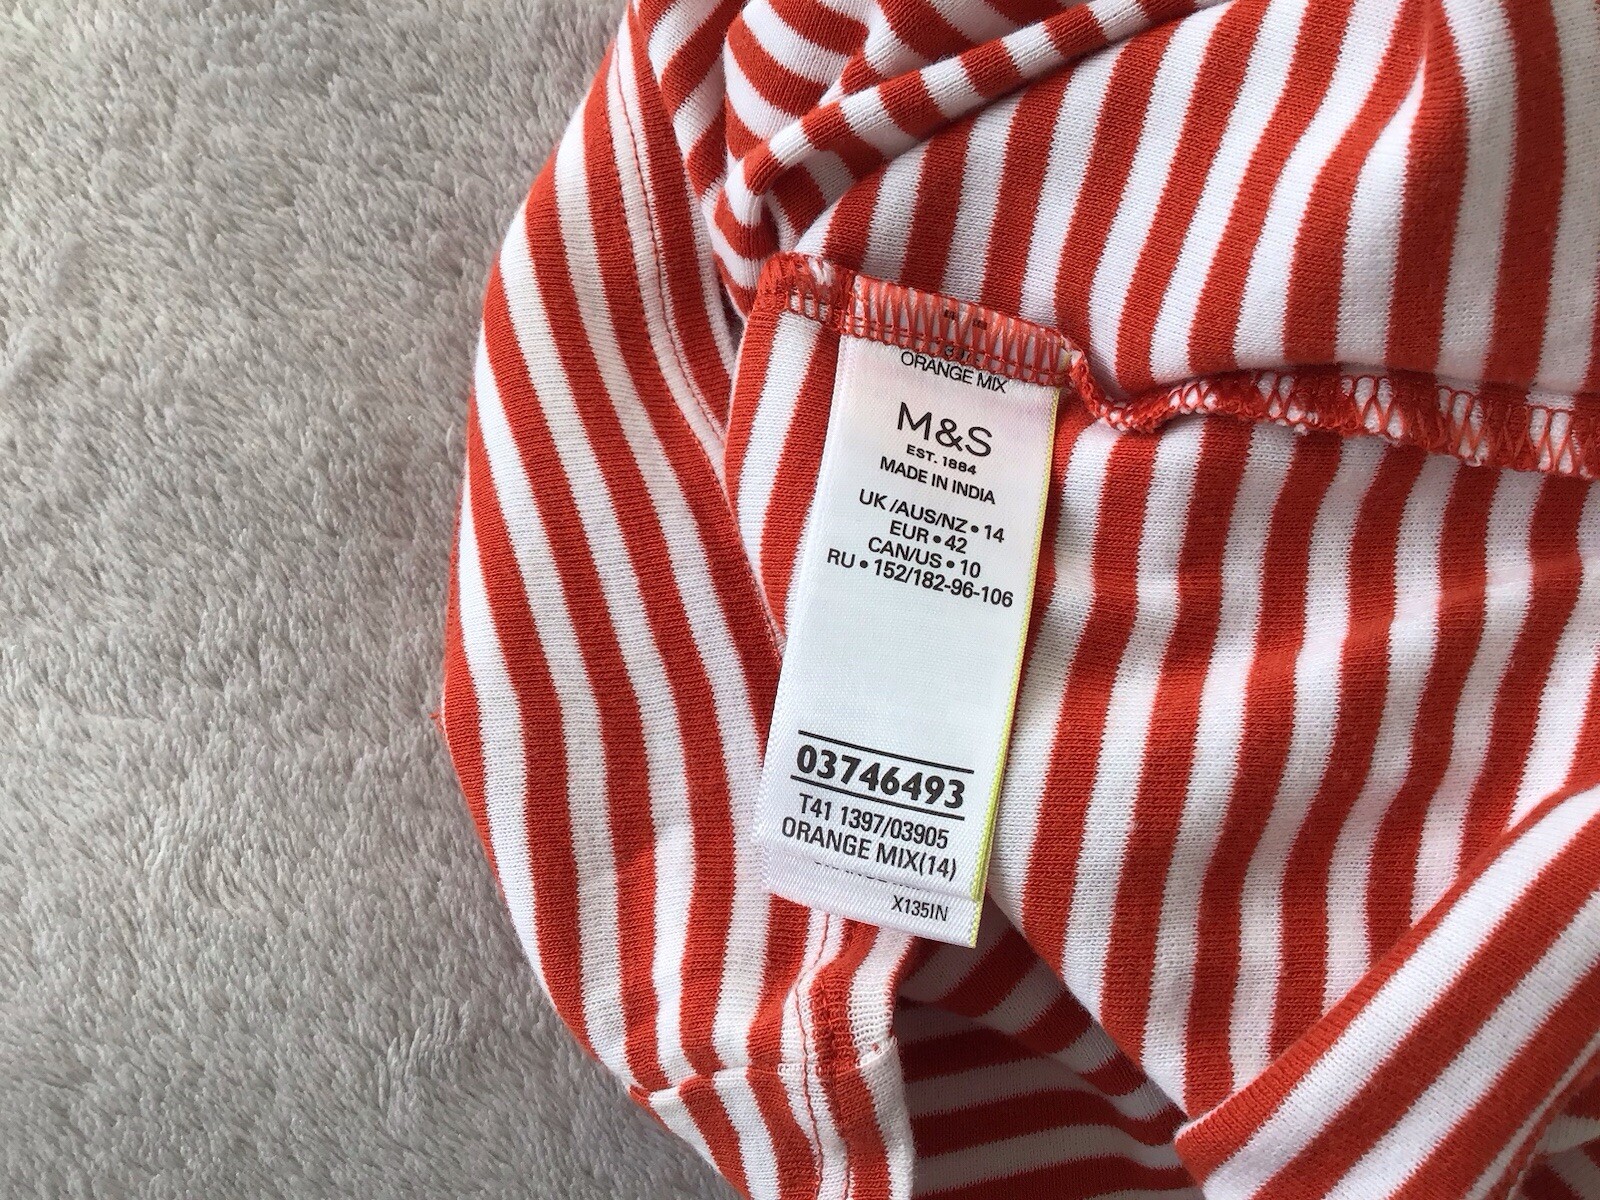 ORANGE MIX
M&S
EST. 1884
MADE IN INDIA
UK/AUS/NZ • 14
EUR • 42
CAN/US • 10
RU • 152/182-96-106
03746493
T41 1397/03905
ORANGE MIX(14)
X135IN